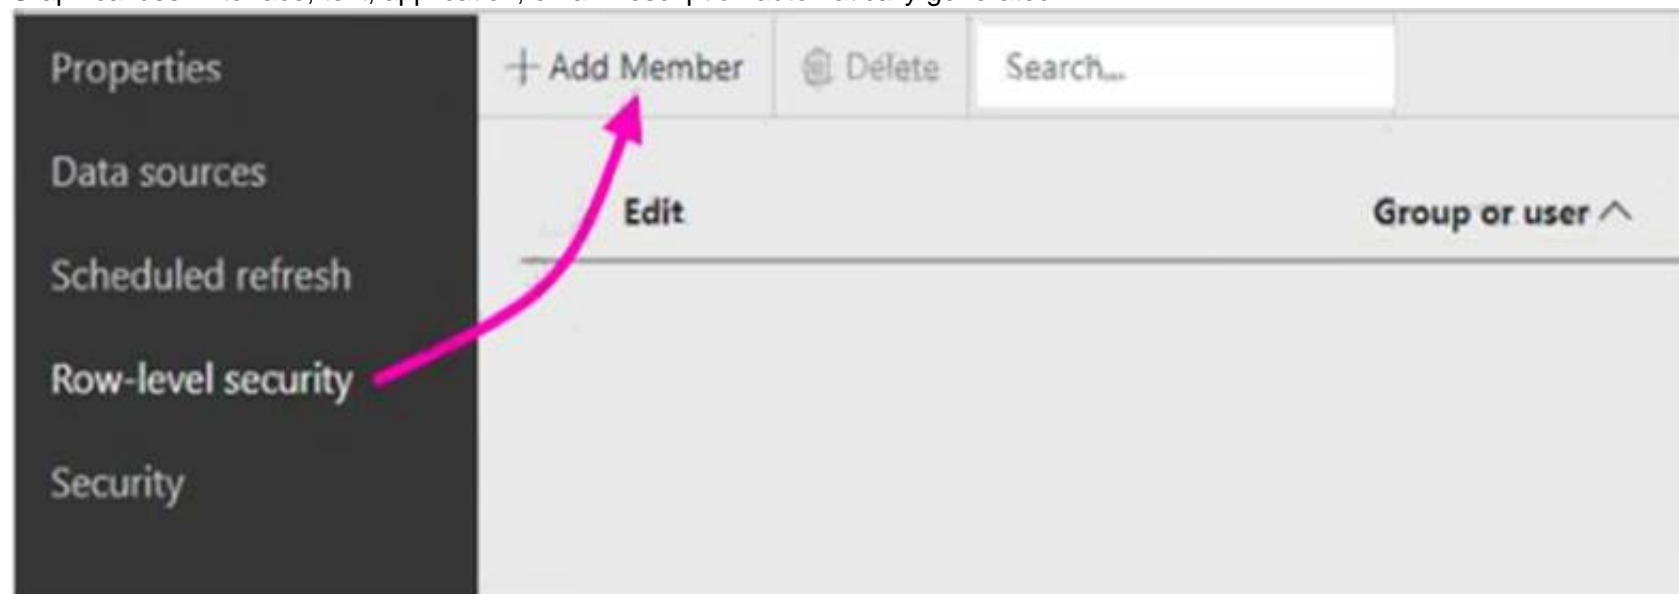 Properties
Data sources
Scheduled refresh
Row-level security
Security
+ Add Member
Delete
Search...
Edit
Group or user